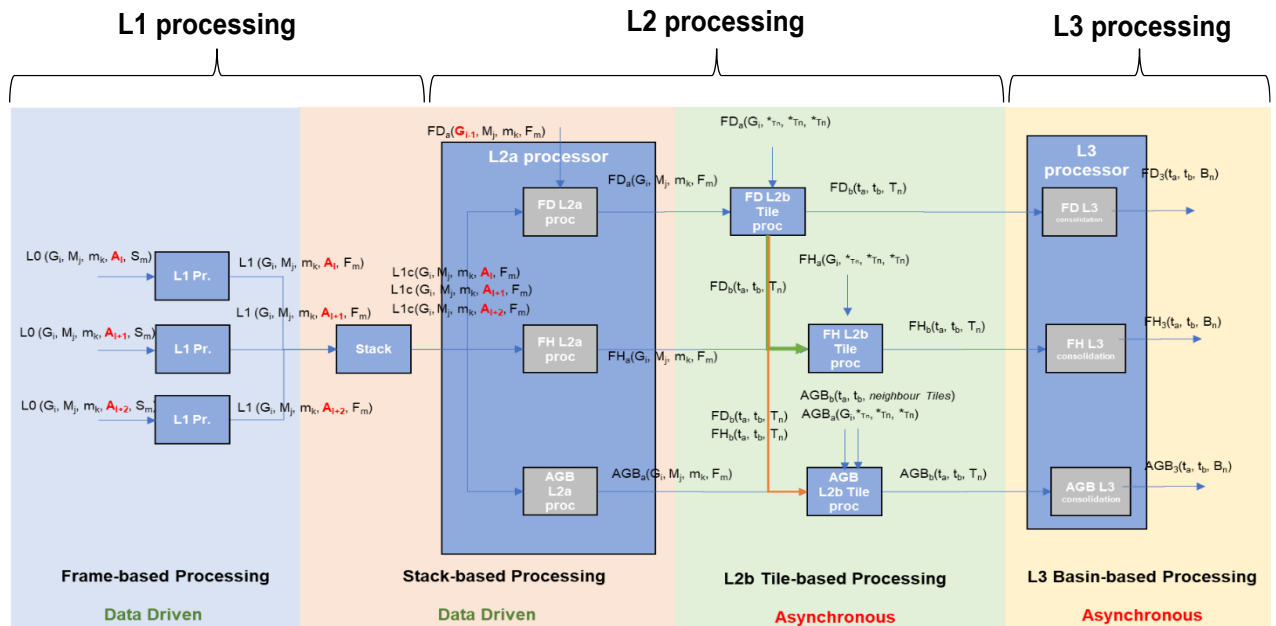 L1 processing
L2 processing
L3 processing
L0 (Gi, Mj, mk, Al, Sm)
L1 Pr.
L1 (Gi, Mj, mk, Al, Fm)
L0 (Gi, Mj, mk, Al+1, Sm)
L1 Pr.
L1 (Gi, Mj, mk, Al+1, Fm)
L0 (Gi, Mj, mk, Al+2, Sm)
L1 Pr.
L1 (Gi, Mj, mk, Al+2, Fm)
Frame-based Processing
Data Driven
Stack
L1c(Gi, Mj, mk, Al, Fm)
L1c(Gi, Mj, mk, Al+1, Fm)
L1c(Gi, Mj, mk, Al+2, Fm)
FDa(Gi-1, Mj, mk, Fm)
L2a processor
FD L2a
proc
FDa(Gi, Mj, mk, Fm)
FH L2a
proc
FHa(Gi, Mj, mk, Fm)
AGB
L2a
proc
AGBa(Gi, Mj, mk, Fm)
Stack-based Processing
Data Driven
FDa(Gi, *Tn, *Tn, *Tn)
FD L2b
Tile
proc
FDb(ta, tb, Tn)
FHa(Gi, *Tn, *Tn, *Tn)
FDb(ta, tb, Tn)
FH L2b
Tile
proc
FHb(ta, tb, Tn)
AGBb(ta, tb, neighbour Tiles)
AGBa(Gi,*Tn, *Tn, *Tn)
FDb(ta, tb, Tn)
FHb(ta, tb, Tn)
AGB
L2b Tile
proc
AGBb(ta, tb, Tn)
L2b Tile-based Processing
Asynchronous
L3
processor
FD L3
consolidation
FD3(ta, tb, Bn)
FH L3
consolidation
FH3(ta, tb, Bn)
AGB L3
consolidation
AGB3(ta, tb, Bn)
L3 Basin-based Processing
Asynchronous